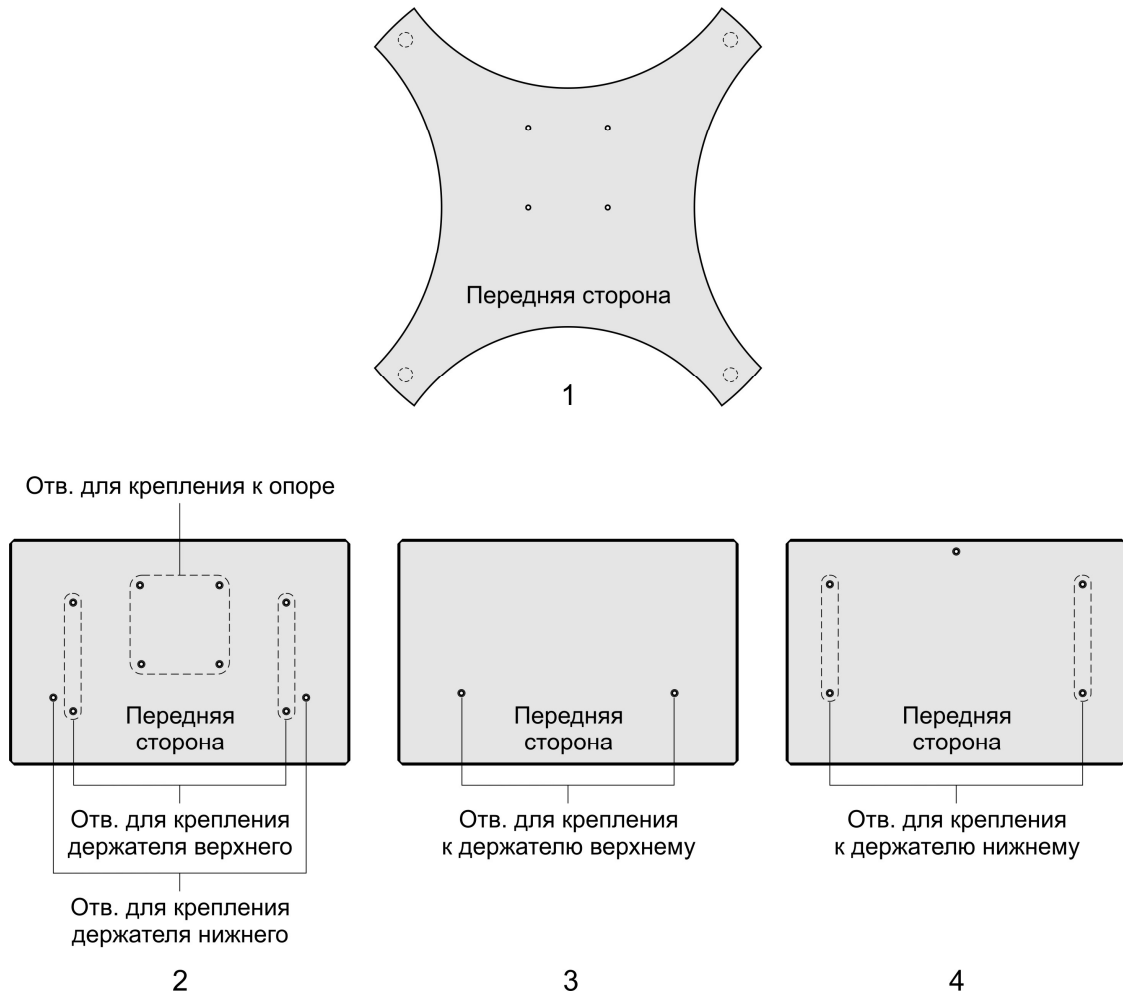 Передняя сторона
1
Отв. для крепления к опоре
Передняя
сторона
Отв. для крепления
держателя верхнего
Отв. для крепления
держателя нижнего
2
Передняя
сторона
Отв. для крепления
к держателю верхнему
3
Передняя
сторона
Отв. для крепления
к держателю нижнему
4